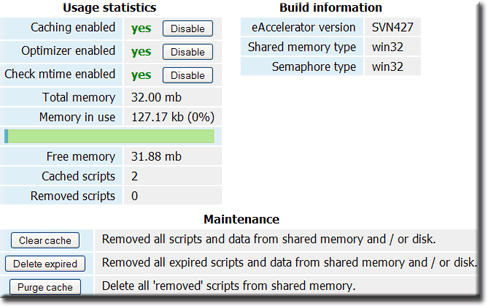 Usage statistics
Caching enabled yes Disable
Optimizer enabled yes Disable
Check mtime enabled yes Disable
Total memory 32.00 mb
Memory in use 127.17 kb (0%)
Free memory 31.88 mb
Cached scripts 2
Removed scripts 0
Build information
eAccelerator version SVN427
Shared memory type win32
Semaphore type win32
Maintenance
Clear cache Removed all scripts and data from shared memory and / or disk.
Delete expired Removed all expired scripts and data from shared memory and / or disk.
Purge cache Delete all 'removed' scripts from shared memory.